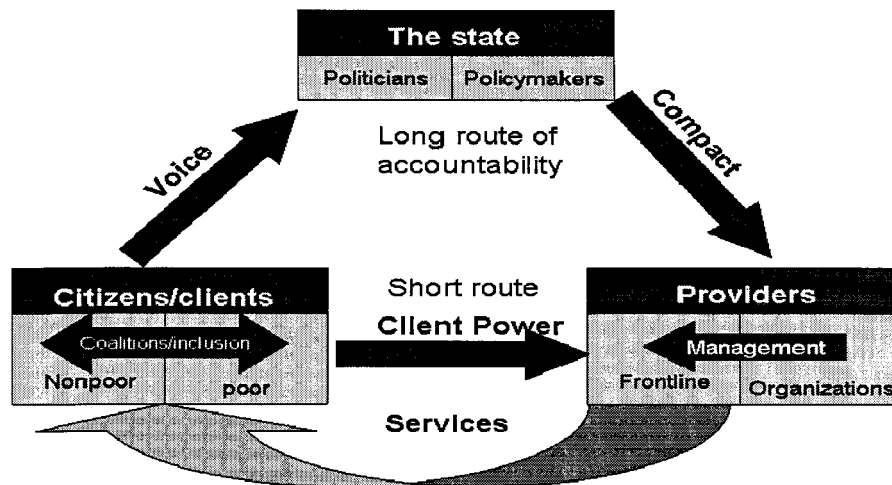 The state
Politicians Policymakers
Voice
Long route of
accountability
Compact
Citizens/clients
Coalitions/inclusion
Nonpoor poor
Short route
Client Power
Providers
Management
Frontline Organizations
Services